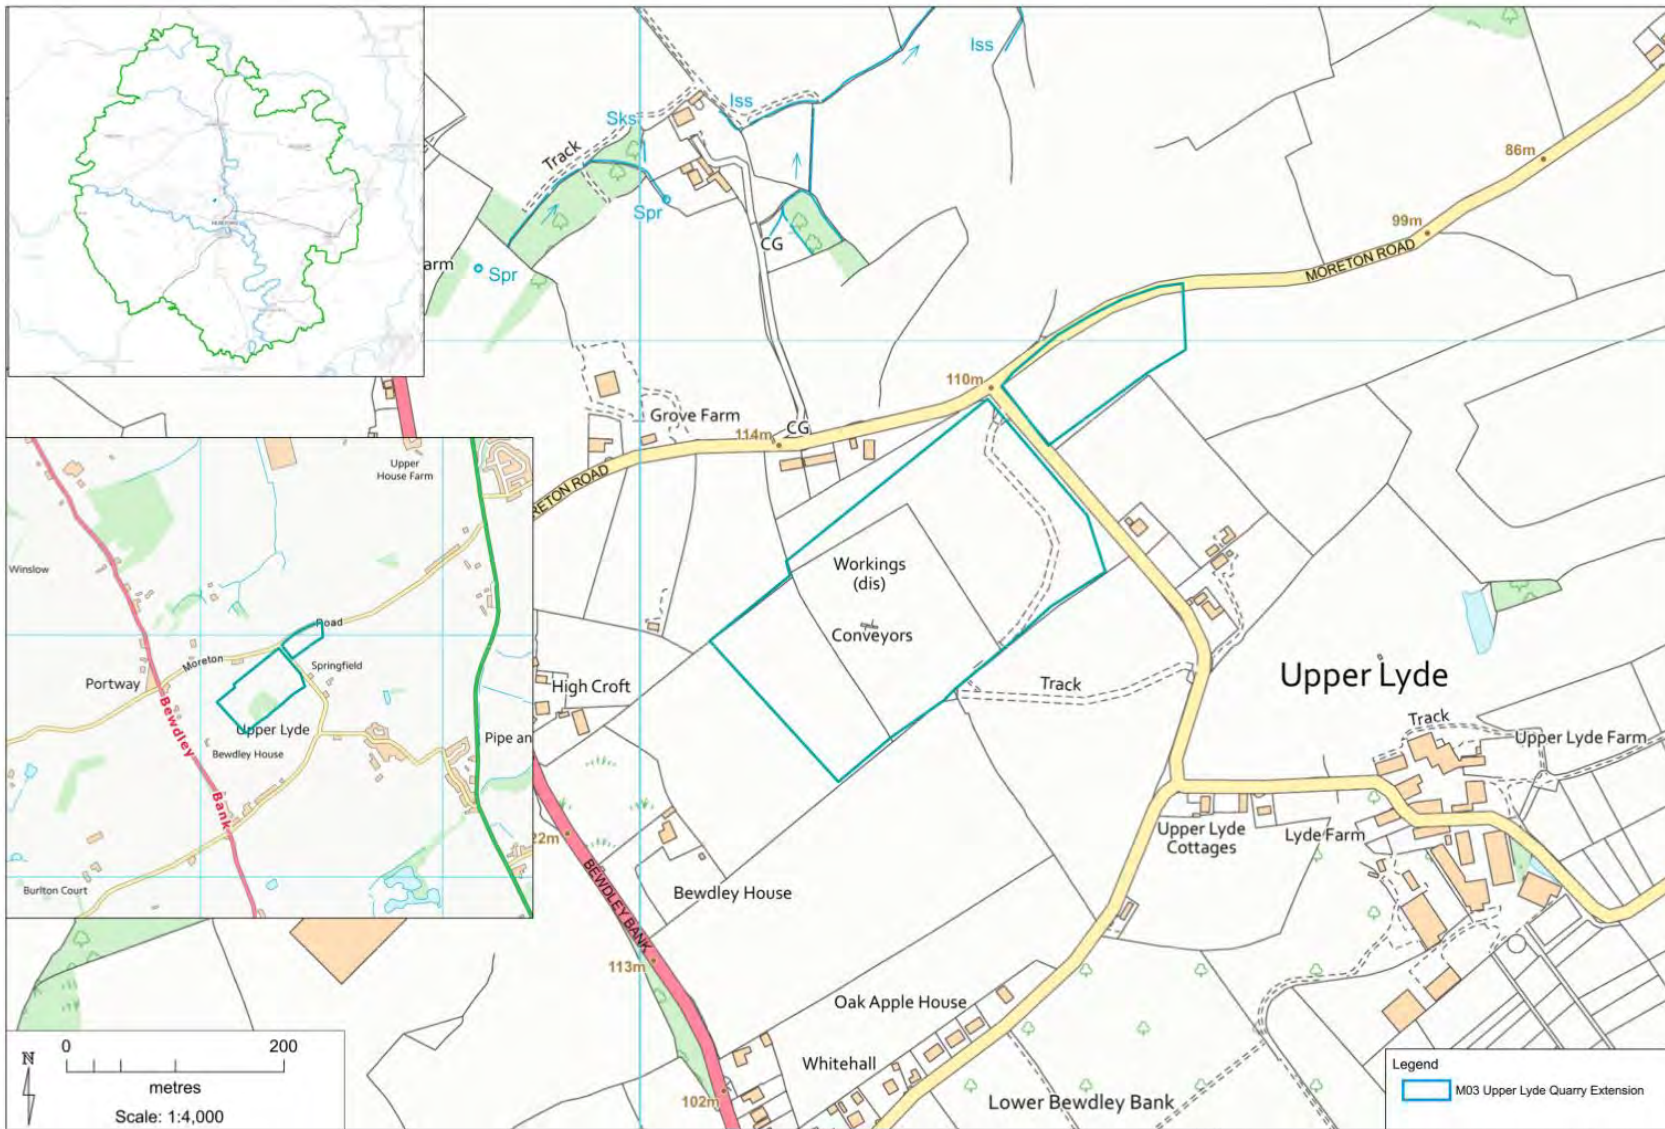 HEREFORD
Iss
Iss
Sks
Track
Spr
CG
Spr
arm
86m
99m
MORETON ROAD
110m
Grove Farm
114m
CG
RETON ROAD
Upper
House Farm
Winslow
Road
Moreton
Springfield
Portway
Upper Lyde
Bewdley House
Bewdley
Bank
Pipe an
Burlton Court
Workings
(dis)
Conveyors
High Croft
Track
Upper Lyde
Track
Upper Lyde Farm
Upper Lyde
Cottages
Lyde Farm
22m
BEWDLEY BANK
Bewdley House
113m
Oak Apple House
Whitehall
102m
Lower Bewdley Bank
N
0 200
metres
Scale: 1:4,000
Legend
M03 Upper Lyde Quarry Extension